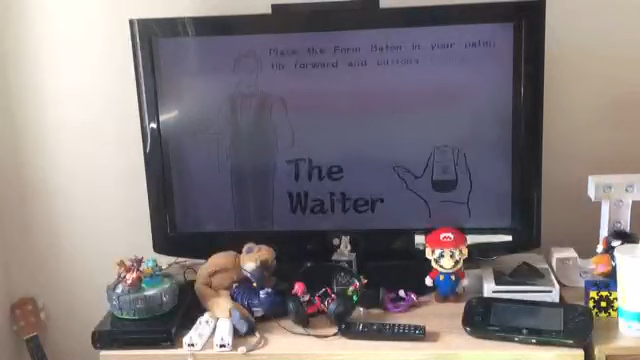 Place the Form Baton in your palm,
tip forward and buttons
The
Waiter